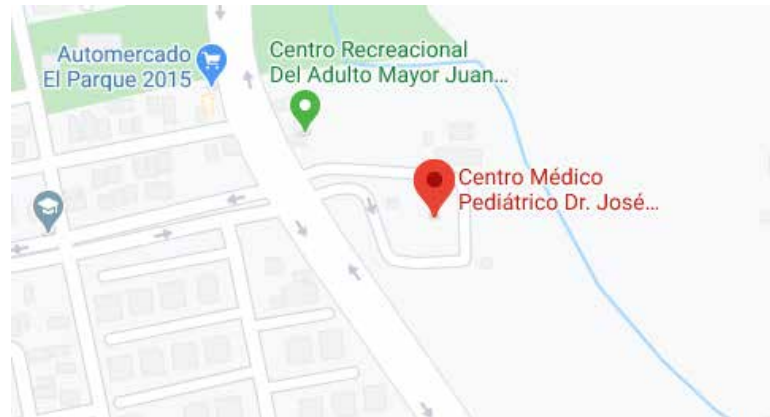 Automercado
El Parque 2015
Centro Recreacional
Del Adulto Mayor Juan...
Centro Médico
Pediátrico Dr. José...